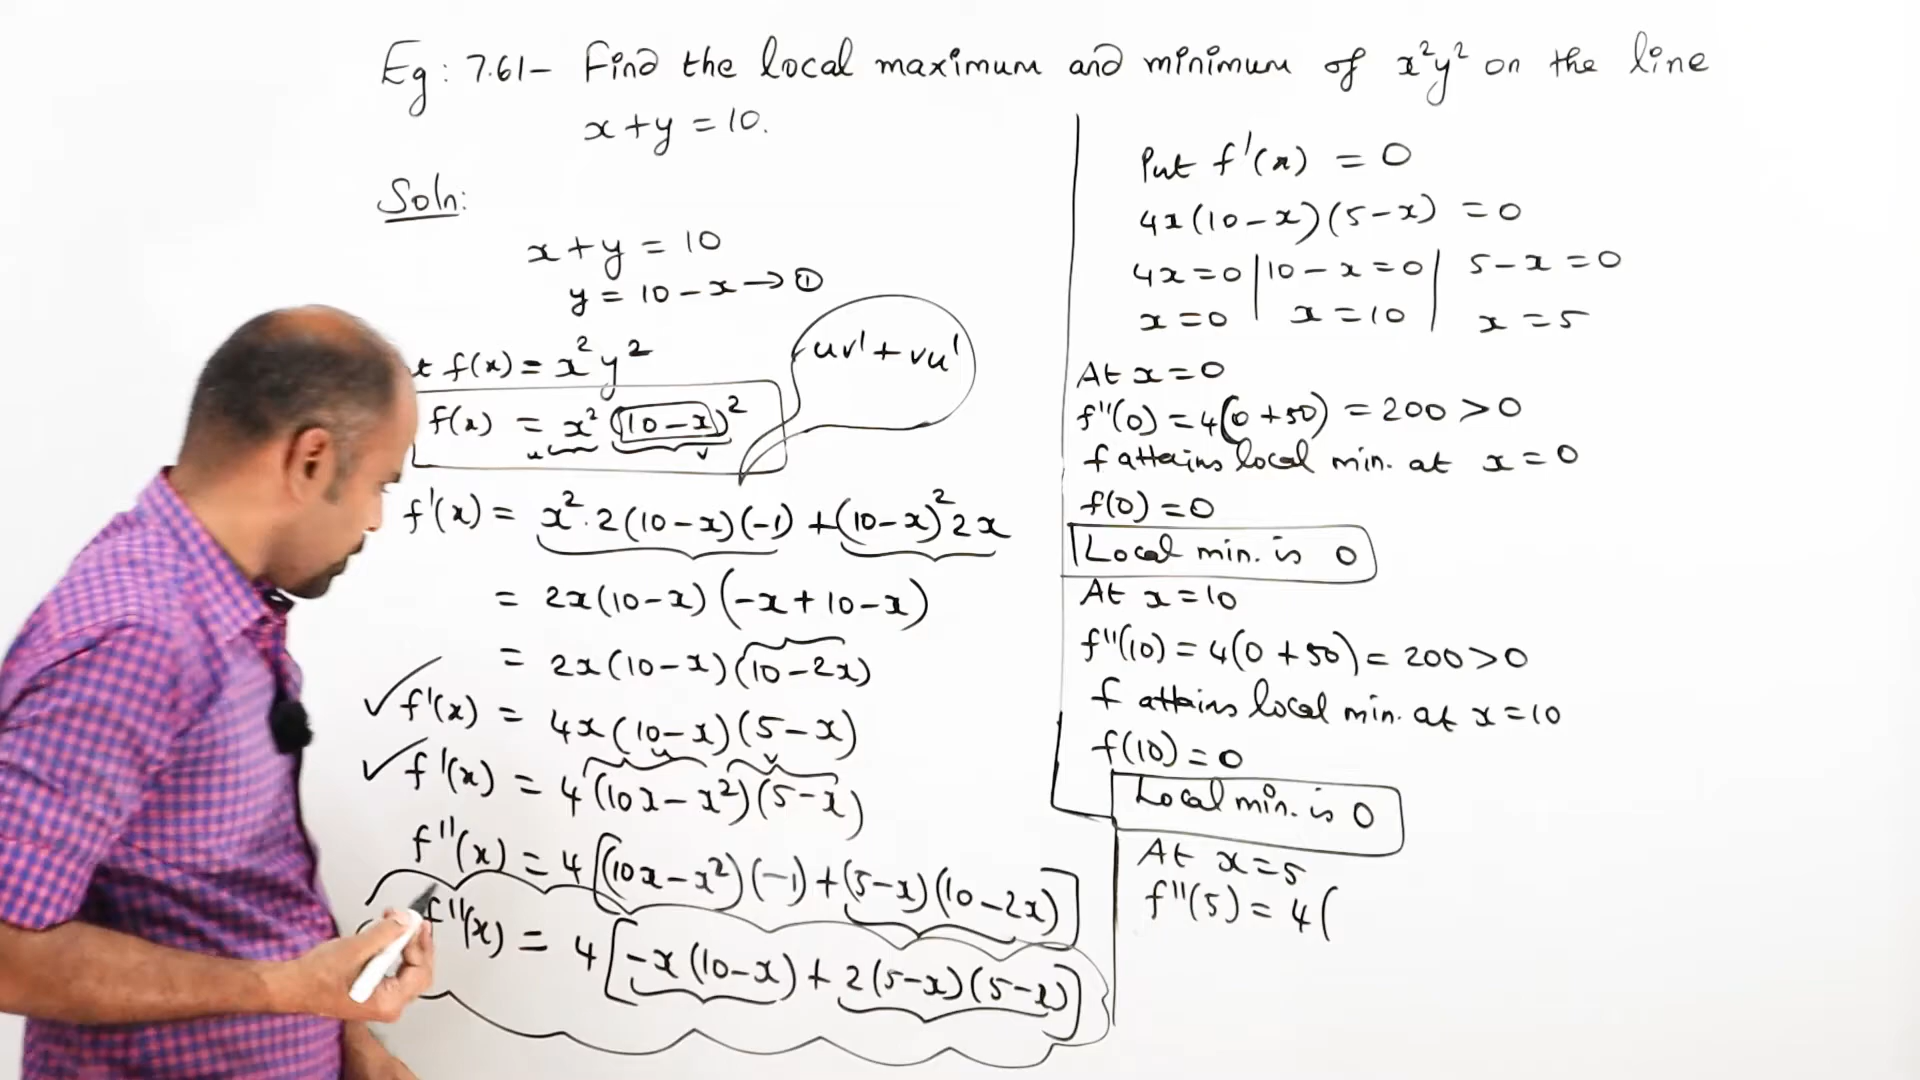 Eg: 7.61- Find the local maximum and minimum of x²y² on the line
x+y = 10.
Soln:
x+y = 10
y = 10-x → ①
t f(x) = x² y²
f(x) = x² (10-x)²
u v
uv' + vu'
f'(x) = x²·2(10-x)(-1) + (10-x)² 2x
= 2x(10-x)(-x+10-x)
= 2x(10-x)(10-2x)
✓ f'(x) = 4x(10-x)(5-x)
u v
✓ f'(x) = 4(10x-x²)(5-x)
f''(x) = 4[(10x-x²)(-1)+(5-x)(10-2x)]
f''(x) = 4[-x(10-x)+2(5-x)(5-x)]
Put f'(x) = 0
4x(10-x)(5-x) = 0
4x=0 | 10-x=0 | 5-x=0
x=0 | x=10 | x=5
At x=0
f''(0) = 4(0+50) = 200 > 0
f attains local min. at x=0
f(0) = 0
Local min. is 0
At x=10
f''(10) = 4(0+50) = 200 > 0
f attains local min. at x=10
f(10) = 0
Local min. is 0
At x=5
f''(5) = 4(